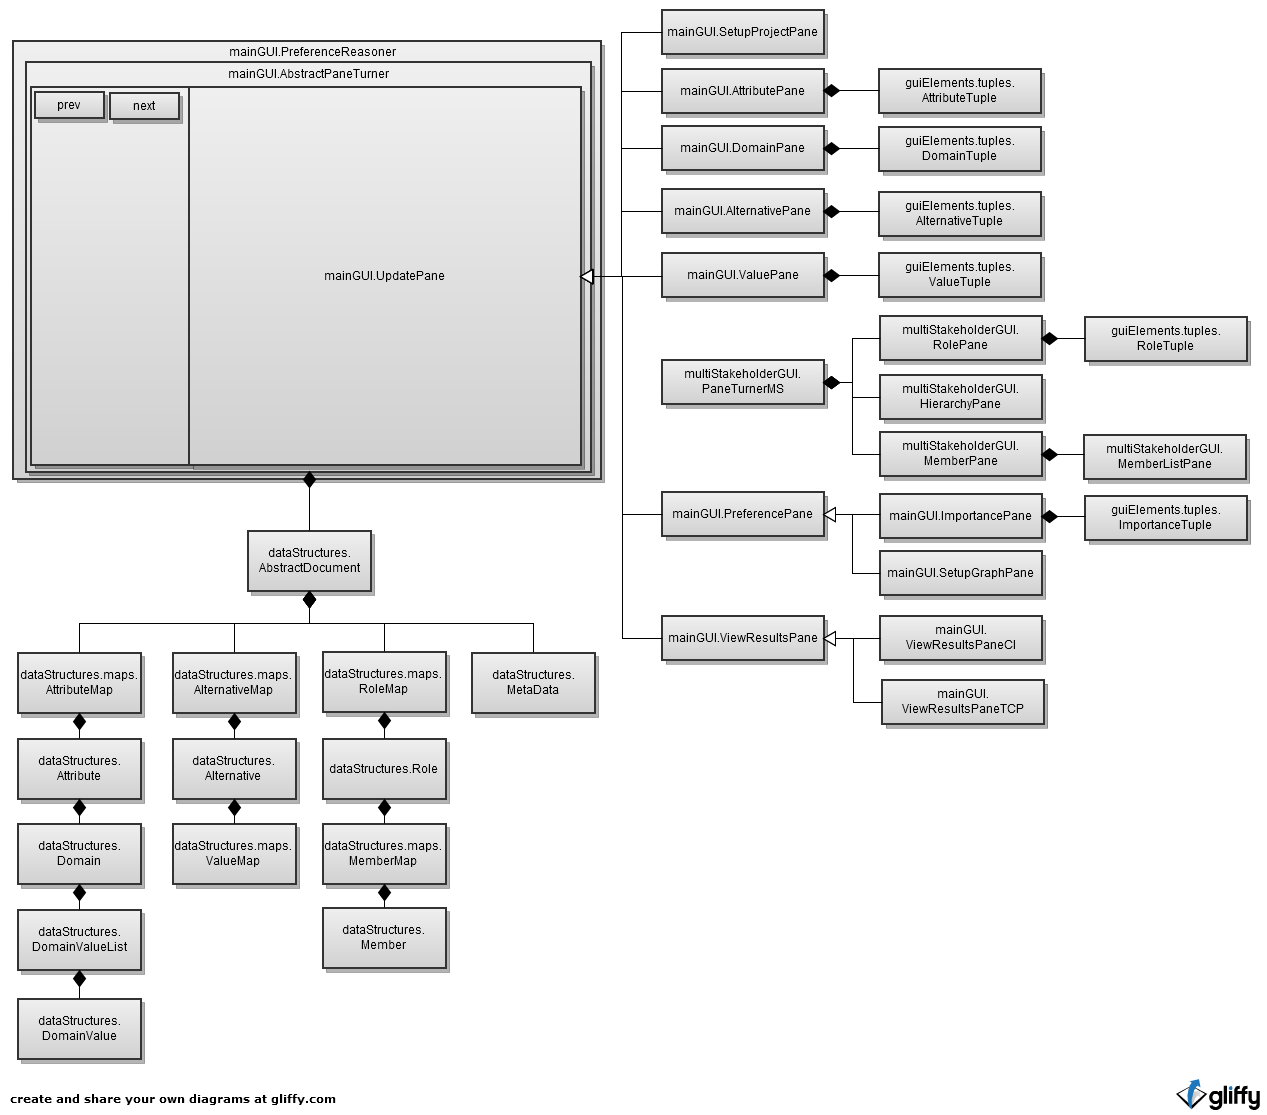 mainGUI.PreferenceReasoner
mainGUI.AbstractPaneTurner
prev
next
mainGUI.UpdatePane
mainGUI.SetupProjectPane
mainGUI.AttributePane
guiElements.tuples.
AttributeTuple
mainGUI.DomainPane
guiElements.tuples.
DomainTuple
mainGUI.AlternativePane
guiElements.tuples.
AlternativeTuple
mainGUI.ValuePane
guiElements.tuples.
ValueTuple
multiStakeholderGUI.
PaneTurnerMS
multiStakeholderGUI.
RolePane
guiElements.tuples.
RoleTuple
multiStakeholderGUI.
HierarchyPane
multiStakeholderGUI.
MemberPane
multiStakeholderGUI.
MemberListPane
mainGUI.PreferencePane
mainGUI.ImportancePane
guiElements.tuples.
ImportanceTuple
mainGUI.SetupGraphPane
mainGUI.ViewResultsPane
mainGUI.
ViewResultsPaneCI
mainGUI.
ViewResultsPaneTCP
dataStructures.
AbstractDocument
dataStructures.maps.
AttributeMap
dataStructures.maps.
AlternativeMap
dataStructures.maps.
RoleMap
dataStructures.
MetaData
dataStructures.
Attribute
dataStructures.
Alternative
dataStructures.Role
dataStructures.
Domain
dataStructures.maps.
ValueMap
dataStructures.maps.
MemberMap
dataStructures.
DomainValueList
dataStructures.
Member
dataStructures.
DomainValue
create and share your own diagrams at gliffy.com
gliffy